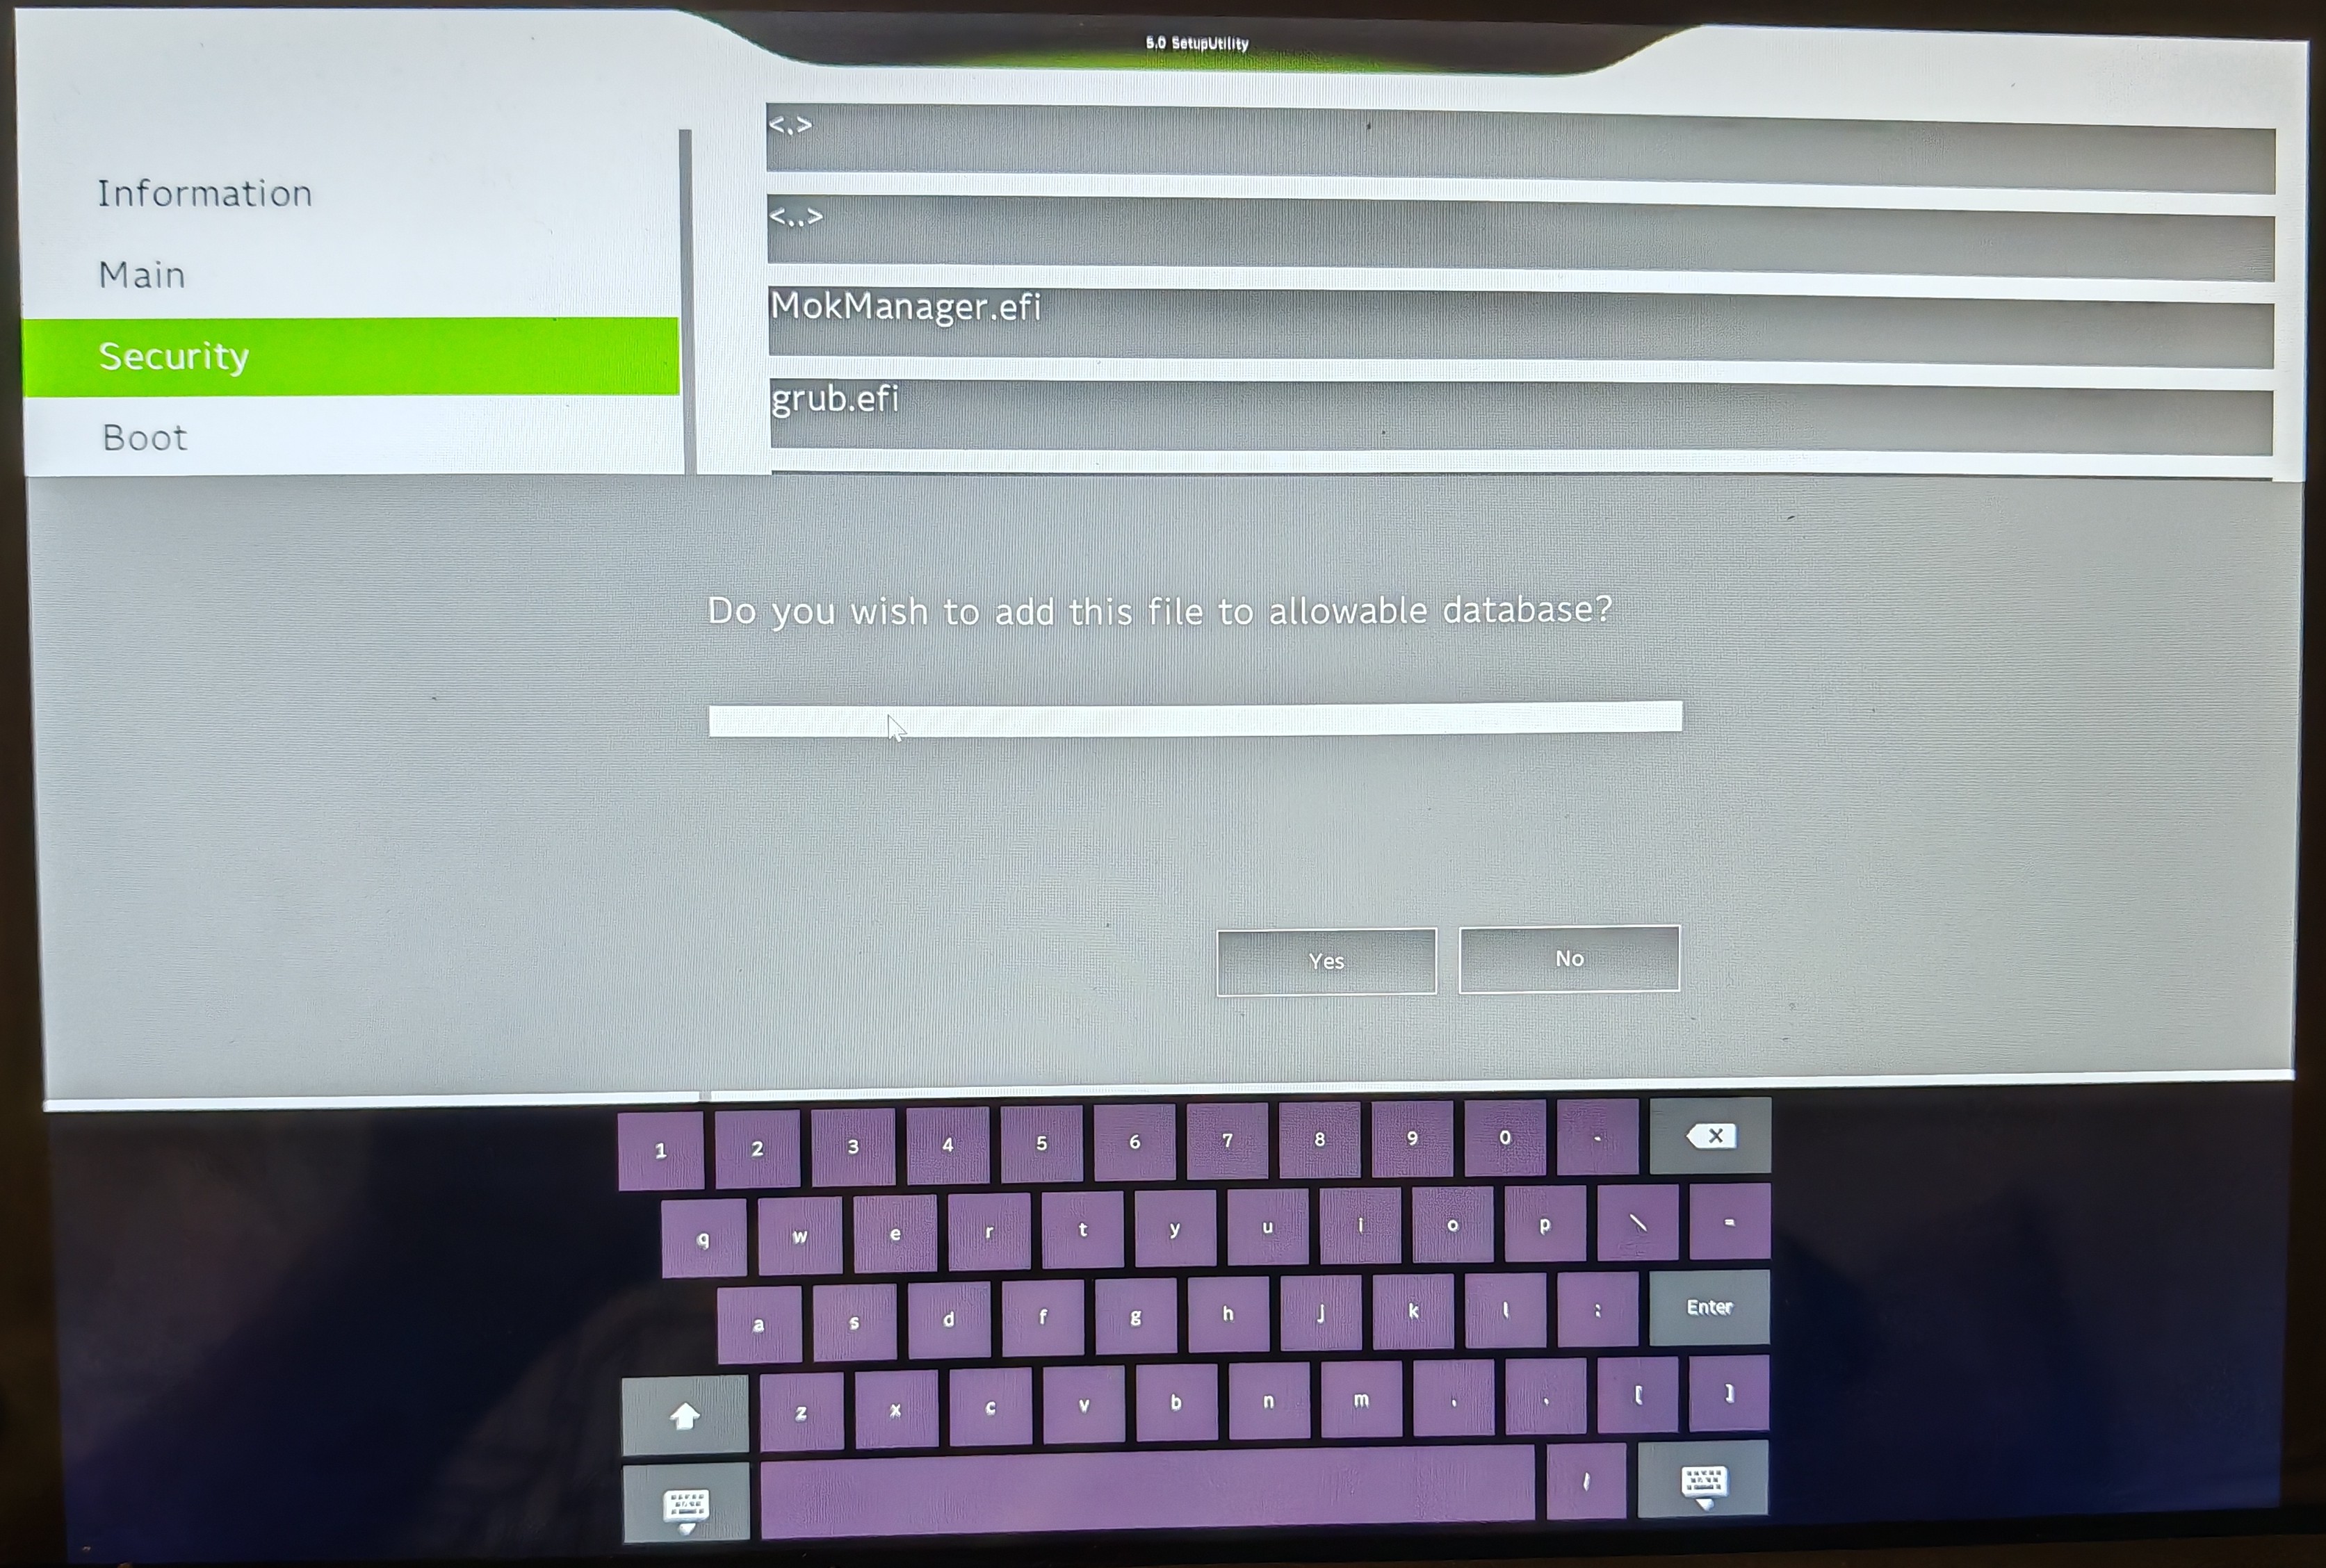 5.0 SetupUtility
Information
Main
Security
Boot
<.>
<..>
MokManager.efi
grub.efi
Do you wish to add this file to allowable database?
Yes No
1 2 3 4 5 6 7 8 9 0 -
q w e r t y u i o p \ =
a s d f g h j k l ; Enter
z x c v b n m . , [ ]
/